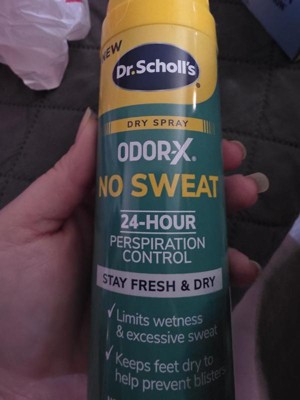 NEW
Dr. Scholl's
DRY SPRAY
ODOR-X®
NO SWEAT
24-HOUR
PERSPIRATION
CONTROL
STAY FRESH & DRY
✓ Limits wetness
& excessive sweat
✓ Keeps feet dry to
help prevent blisters